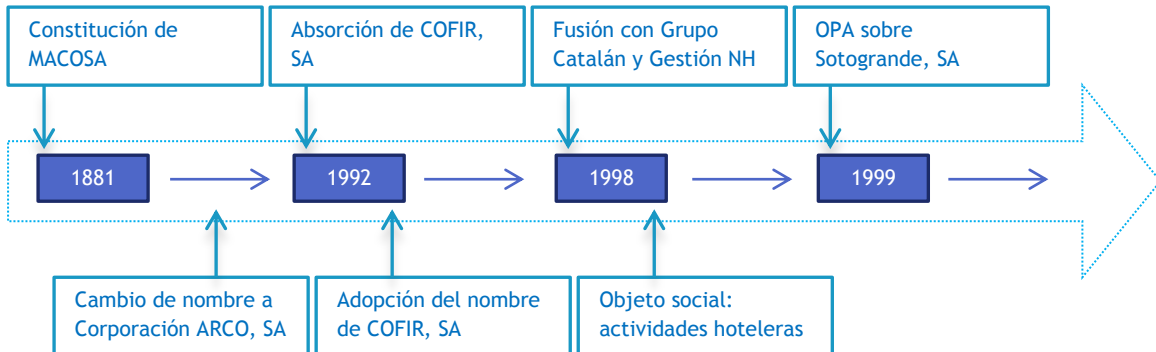 Constitución de
MACOSA
Absorción de COFIR,
SA
Fusión con Grupo
Catalán y Gestión NH
OPA sobre
Sotogrande, SA
1881
1992
1998
1999
Cambio de nombre a
Corporación ARCO, SA
Adopción del nombre
de COFIR, SA
Objeto social:
actividades hoteleras